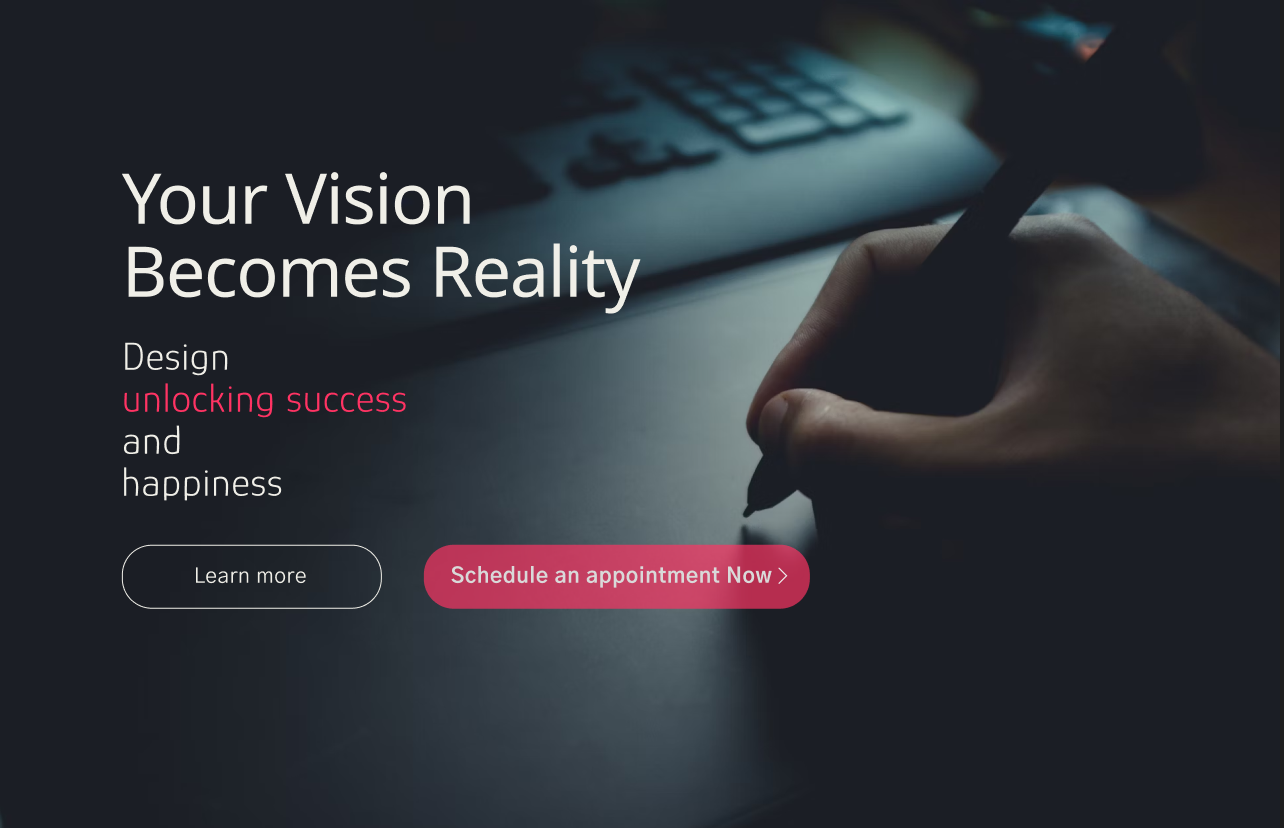 Your Vision
Becomes Reality
Design
unlocking success
and
happiness
Learn more
Schedule an appointment Now >